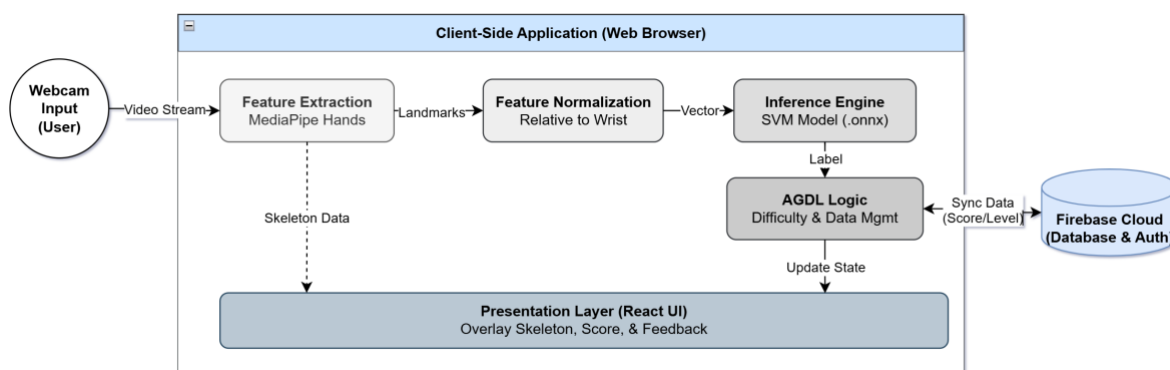 Client-Side Application (Web Browser)
Webcam
Input
(User)
Video Stream
Feature Extraction
MediaPipe Hands
Landmarks
Feature Normalization
Relative to Wrist
Vector
Inference Engine
SVM Model (.onnx)
Label
AGDL Logic
Difficulty & Data Mgmt
Sync Data
(Score/Level)
Firebase Cloud
(Database & Auth)
Skeleton Data
Update State
Presentation Layer (React UI)
Overlay Skeleton, Score, & Feedback